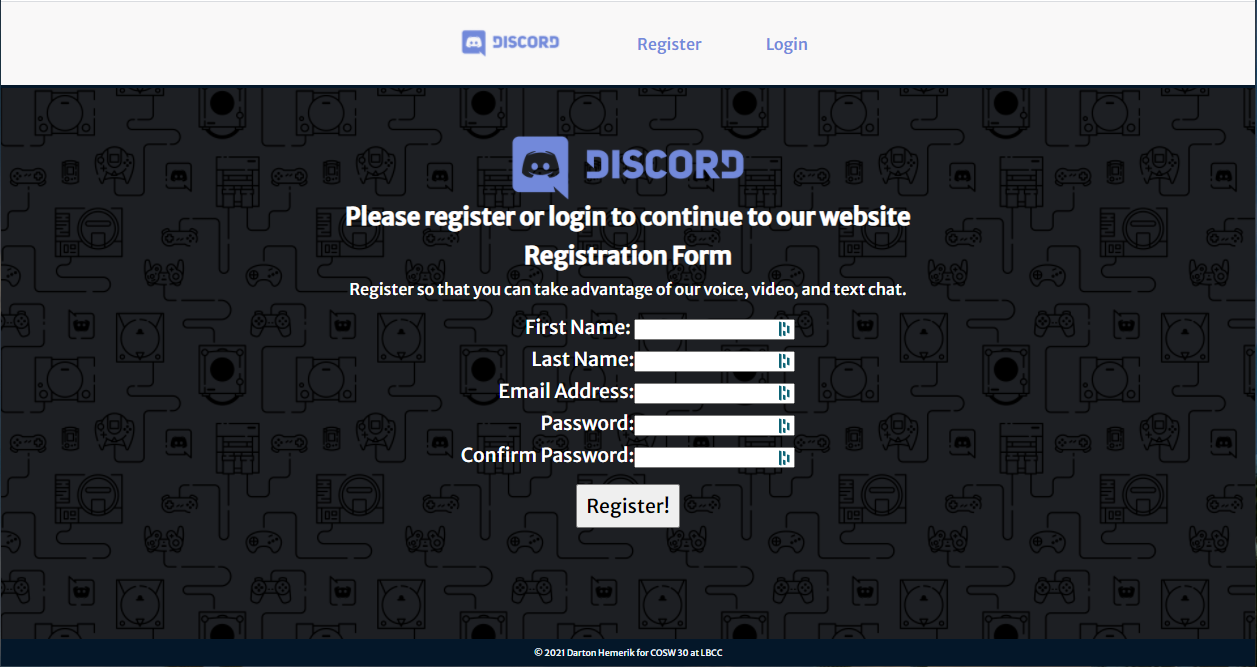 DISCORD Register Login
DISCORD
Please register or login to continue to our website
Registration Form
Register so that you can take advantage of our voice, video, and text chat.
First Name:
Last Name:
Email Address:
Password:
Confirm Password:
Register!
© 2021 Darton Hemerik for COSW 30 at LBCC